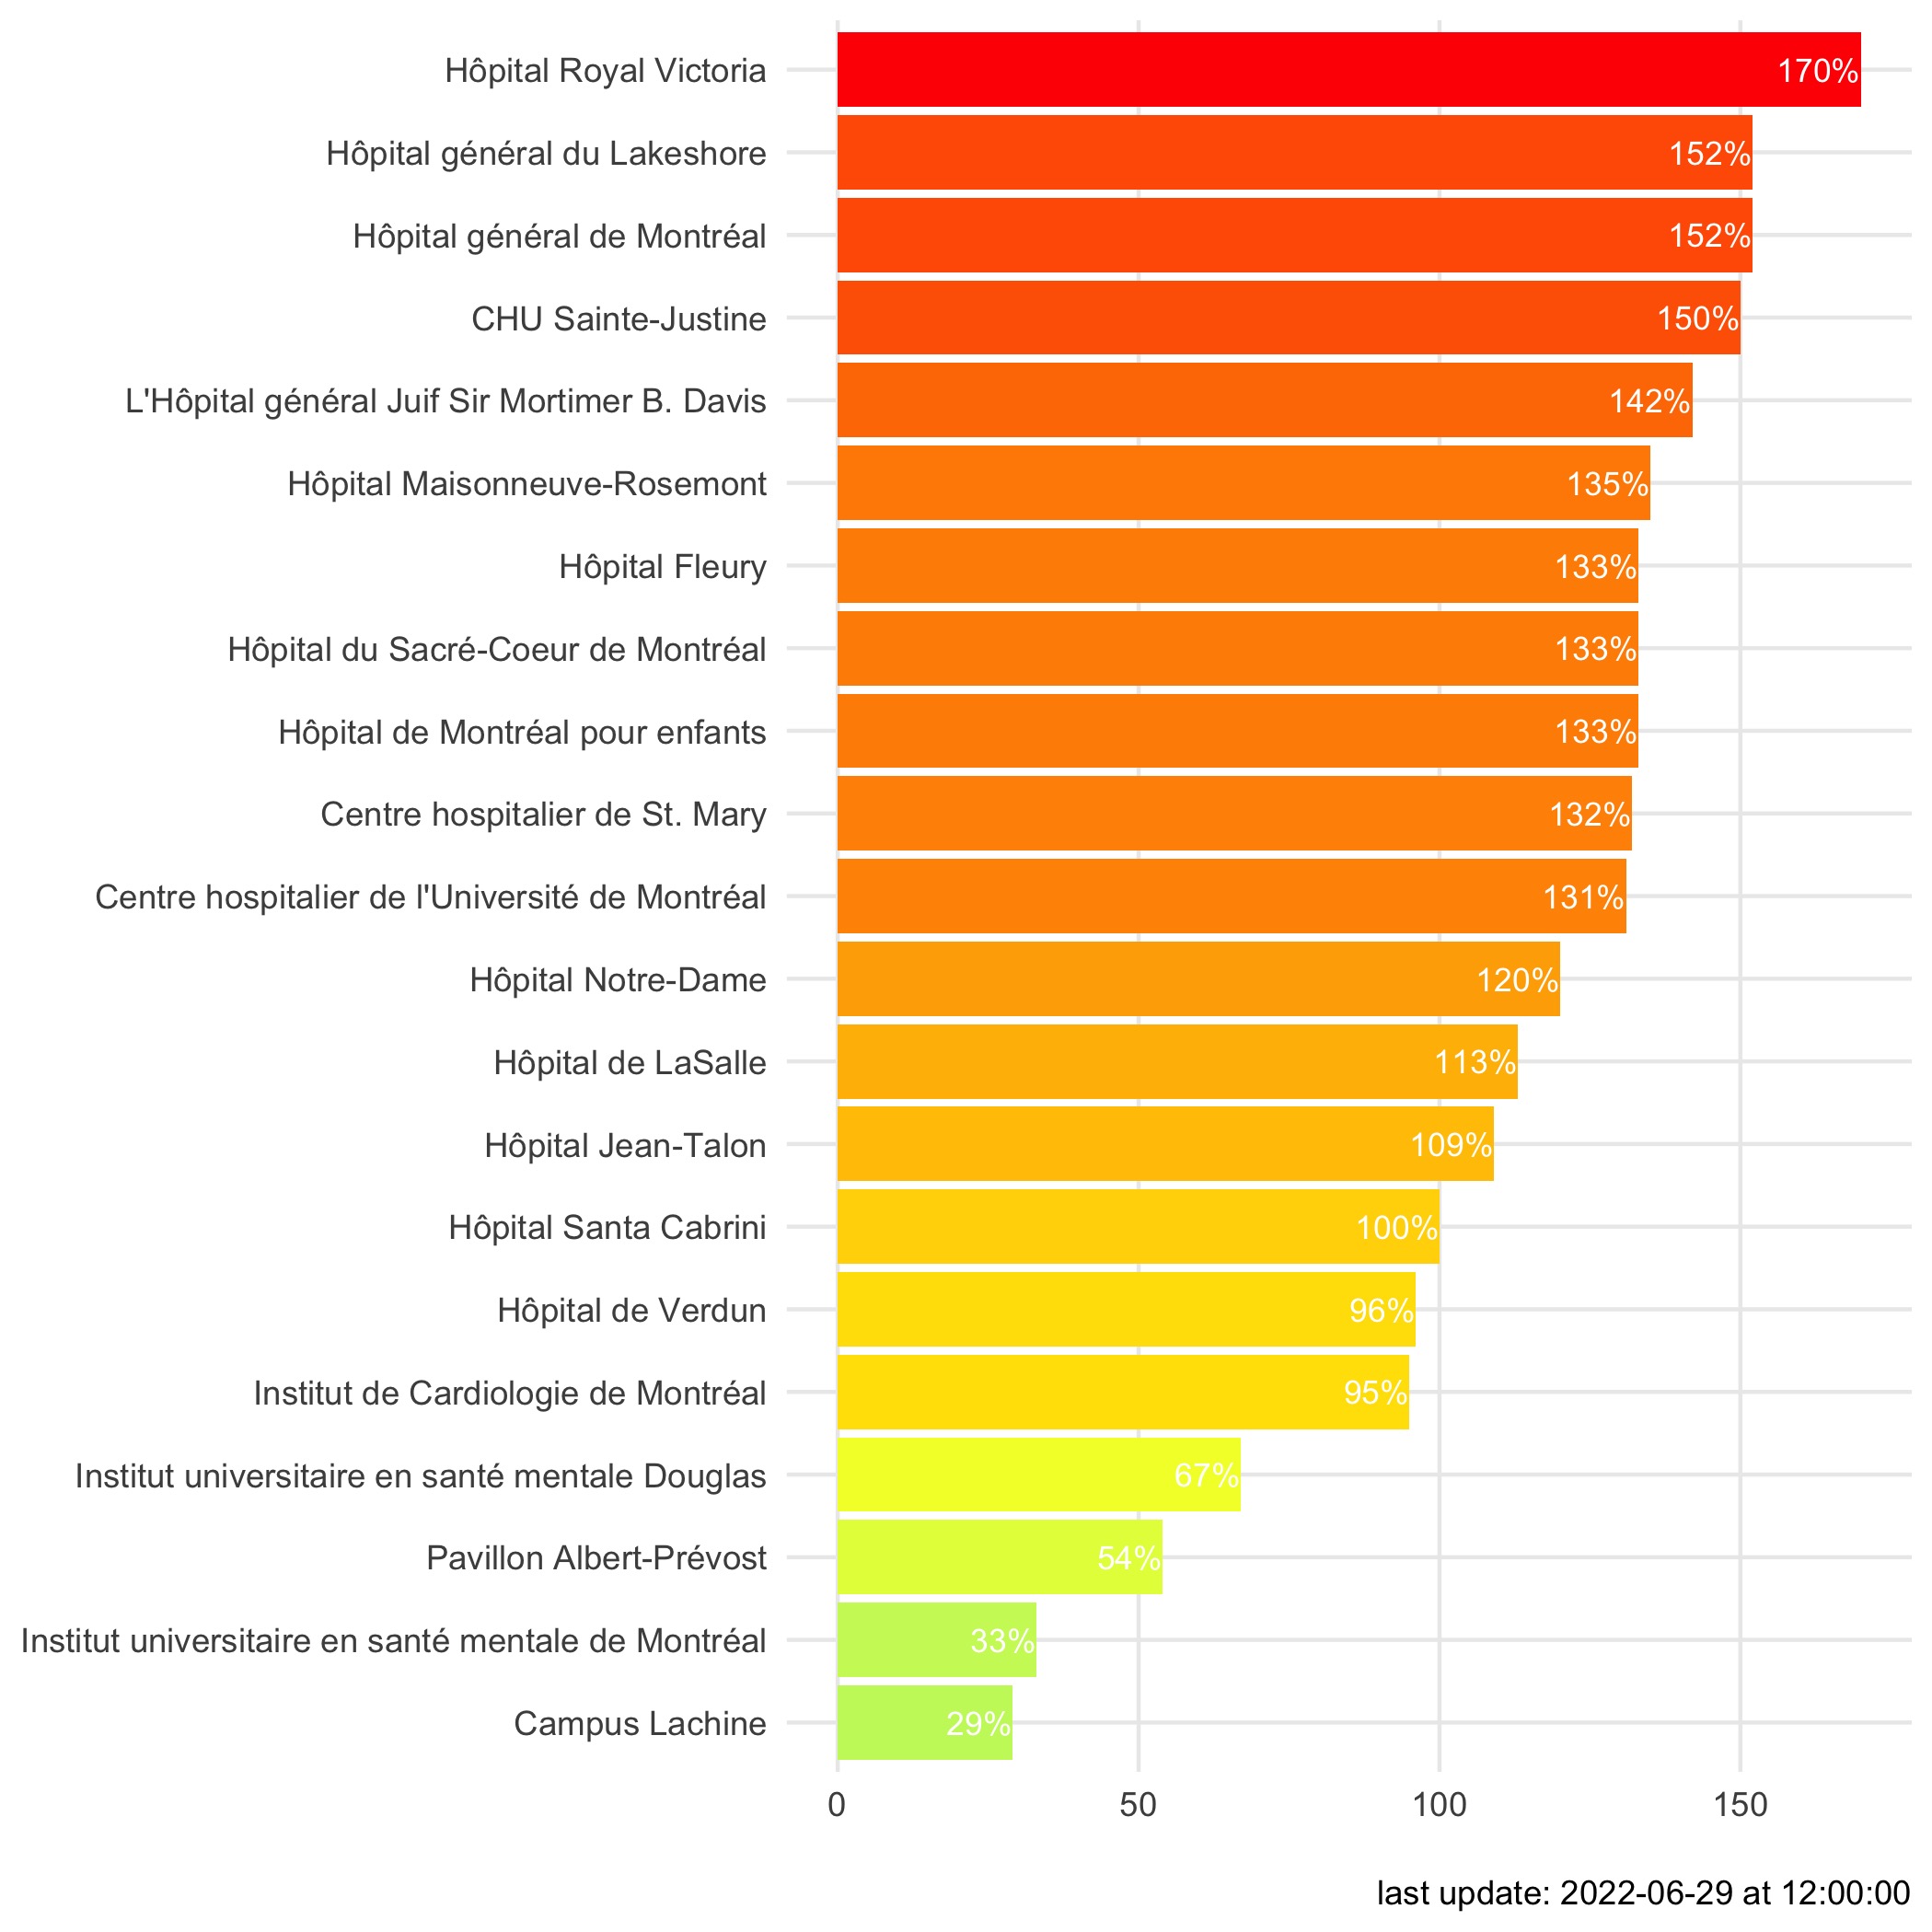 Hôpital Royal Victoria 170%
Hôpital général du Lakeshore 152%
Hôpital général de Montréal 152%
CHU Sainte-Justine 150%
L'Hôpital général Juif Sir Mortimer B. Davis 142%
Hôpital Maisonneuve-Rosemont 135%
Hôpital Fleury 133%
Hôpital du Sacré-Coeur de Montréal 133%
Hôpital de Montréal pour enfants 133%
Centre hospitalier de St. Mary 132%
Centre hospitalier de l'Université de Montréal 131%
Hôpital Notre-Dame 120%
Hôpital de LaSalle 113%
Hôpital Jean-Talon 109%
Hôpital Santa Cabrini 100%
Hôpital de Verdun 96%
Institut de Cardiologie de Montréal 95%
Institut universitaire en santé mentale Douglas 67%
Pavillon Albert-Prévost 54%
Institut universitaire en santé mentale de Montréal 33%
Campus Lachine 29%
0 50 100 150
last update: 2022-06-29 at 12:00:00